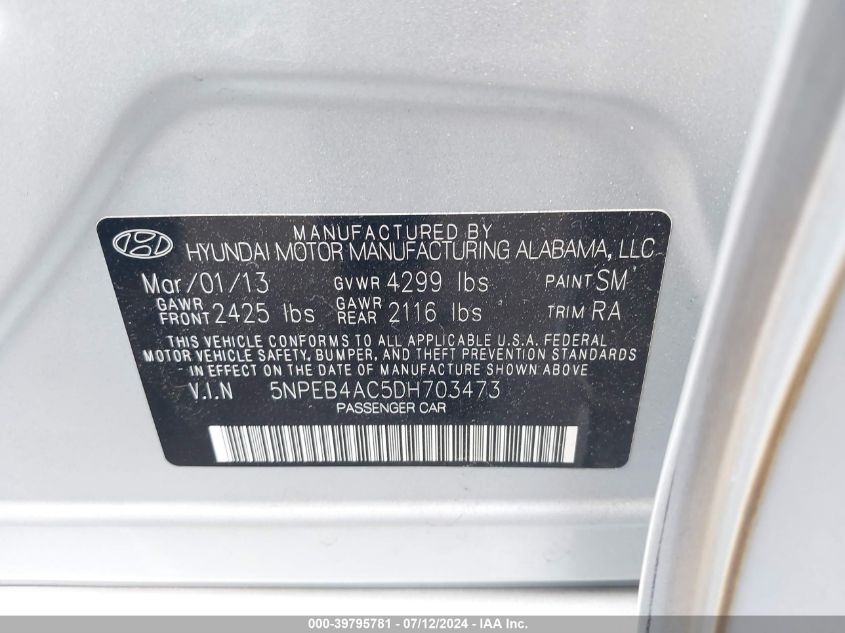 MANUFACTURED BY
HYUNDAI MOTOR MANUFACTURING ALABAMA, LLC
Mar/01/13 GVWR 4299 lbs PAINT SM
GAWR FRONT 2425 lbs GAWR REAR 2116 lbs TRIM RA
THIS VEHICLE CONFORMS TO ALL APPLICABLE U.S.A. FEDERAL
MOTOR VEHICLE SAFETY, BUMPER, AND THEFT PREVENTION STANDARDS
IN EFFECT ON THE DATE OF MANUFACTURE SHOWN ABOVE.
V.I.N 5NPEB4AC5DH703473
PASSENGER CAR
000-39795781 - 07/12/2024 - IAA Inc.